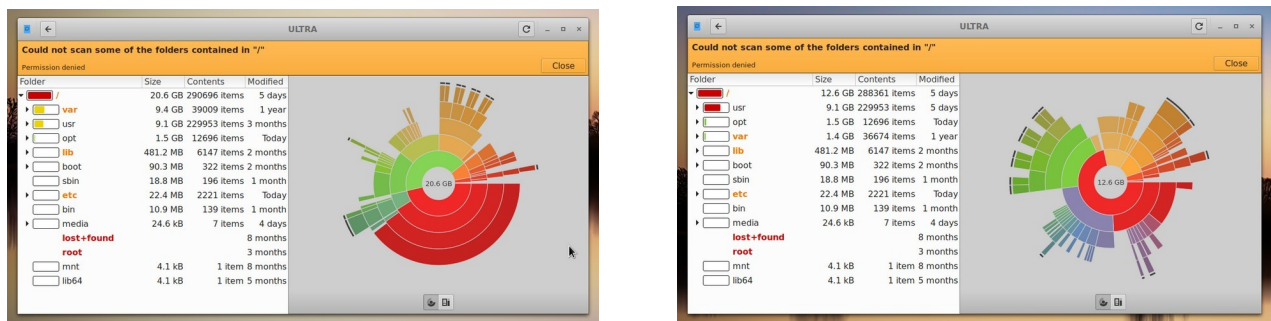 ULTRA
Could not scan some of the folders contained in "/"
Permission denied
Close
Folder Size Contents Modified
/ 20.6 GB 290696 items 5 days
var 9.4 GB 39009 items 1 year
usr 9.1 GB 229953 items 3 months
opt 1.5 GB 12696 items Today
lib 481.2 MB 6147 items 2 months
boot 90.3 MB 322 items 2 months
sbin 18.8 MB 196 items 1 month
etc 22.4 MB 2221 items Today
bin 10.9 MB 139 items 1 month
media 24.6 kB 7 items 4 days
lost+found 8 months
root 3 months
mnt 4.1 kB 1 item 8 months
lib64 4.1 kB 1 item 5 months
20.6 GB
ULTRA
Could not scan some of the folders contained in "/"
Permission denied
Close
Folder Size Contents Modified
/ 12.6 GB 288361 items 5 days
usr 9.1 GB 229953 items 5 days
opt 1.5 GB 12696 items Today
var 1.4 GB 36674 items 1 year
lib 481.2 MB 6147 items 2 months
boot 90.3 MB 322 items 2 months
sbin 18.8 MB 196 items 1 month
etc 22.4 MB 2221 items Today
bin 10.9 MB 139 items 1 month
media 24.6 kB 7 items 4 days
lost+found 8 months
root 3 months
mnt 4.1 kB 1 item 8 months
lib64 4.1 kB 1 item 5 months
12.6 GB